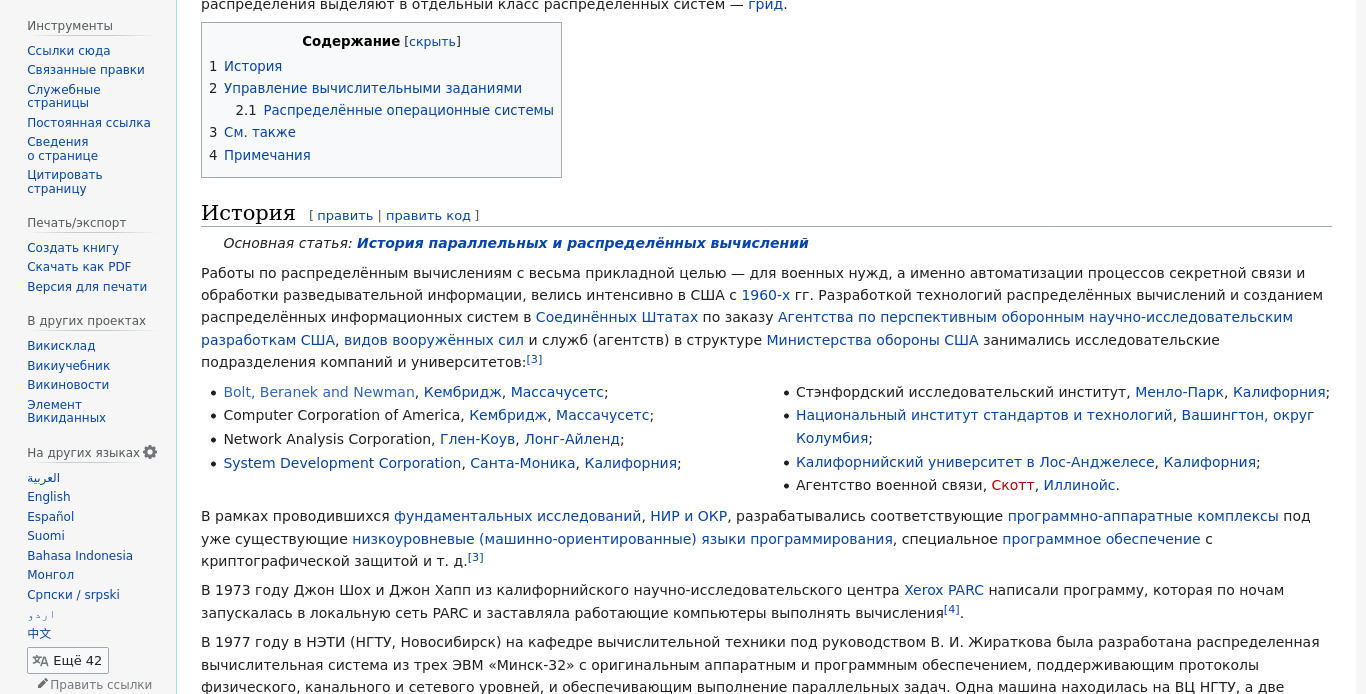 Инструменты
Ссылки сюда
Связанные правки
Служебные
страницы
Постоянная ссылка
Сведения
о странице
Цитировать
страницу
Печать/экспорт
Создать книгу
Скачать как PDF
Версия для печати
В других проектах
Викисклад
Викиучебник
Викиновости
Элемент
Викиданных
На других языках
العربية
English
Español
Suomi
Bahasa Indonesia
Монгол
Српски / srpski
اردو
中文
Ещё 42
Править ссылки
распределения выделяют в отдельный класс распределённых систем — грид.
Содержание [скрыть]
1 История
2 Управление вычислительными заданиями
2.1 Распределённые операционные системы
3 См. также
4 Примечания
История [ править | править код ]
Основная статья: История параллельных и распределённых вычислений
Работы по распределённым вычислениям с весьма прикладной целью — для военных нужд, а именно автоматизации процессов секретной связи и
обработки разведывательной информации, велись интенсивно в США с 1960-х гг. Разработкой технологий распределённых вычислений и созданием
распределённых информационных систем в Соединённых Штатах по заказу Агентства по перспективным оборонным научно-исследовательским
разработкам США, видов вооружённых сил и служб (агентств) в структуре Министерства обороны США занимались исследовательские
подразделения компаний и университетов:[3]
• Bolt, Beranek and Newman, Кембридж, Массачусетс;
• Computer Corporation of America, Кембридж, Массачусетс;
• Network Analysis Corporation, Глен-Коув, Лонг-Айленд;
• System Development Corporation, Санта-Моника, Калифорния;
• Стэнфордский исследовательский институт, Менло-Парк, Калифорния;
• Национальный институт стандартов и технологий, Вашингтон, округ
Колумбия;
• Калифорнийский университет в Лос-Анджелесе, Калифорния;
• Агентство военной связи, Скотт, Иллинойс.
В рамках проводившихся фундаментальных исследований, НИР и ОКР, разрабатывались соответствующие программно-аппаратные комплексы под
уже существующие низкоуровневые (машинно-ориентированные) языки программирования, специальное программное обеспечение с
криптографической защитой и т. д.[3]
В 1973 году Джон Шох и Джон Хапп из калифорнийского научно-исследовательского центра Xerox PARC написали программу, которая по ночам
запускалась в локальную сеть PARC и заставляла работающие компьютеры выполнять вычисления[4].
В 1977 году в НЭТИ (НГТУ, Новосибирск) на кафедре вычислительной техники под руководством В. И. Жираткова была разработана распределенная
вычислительная система из трех ЭВМ «Минск-32» с оригинальным аппаратным и программным обеспечением, поддерживающим протоколы
физического, канального и сетевого уровней, и обеспечивающим выполнение параллельных задач. Одна машина находилась на ВЦ НГТУ, а две